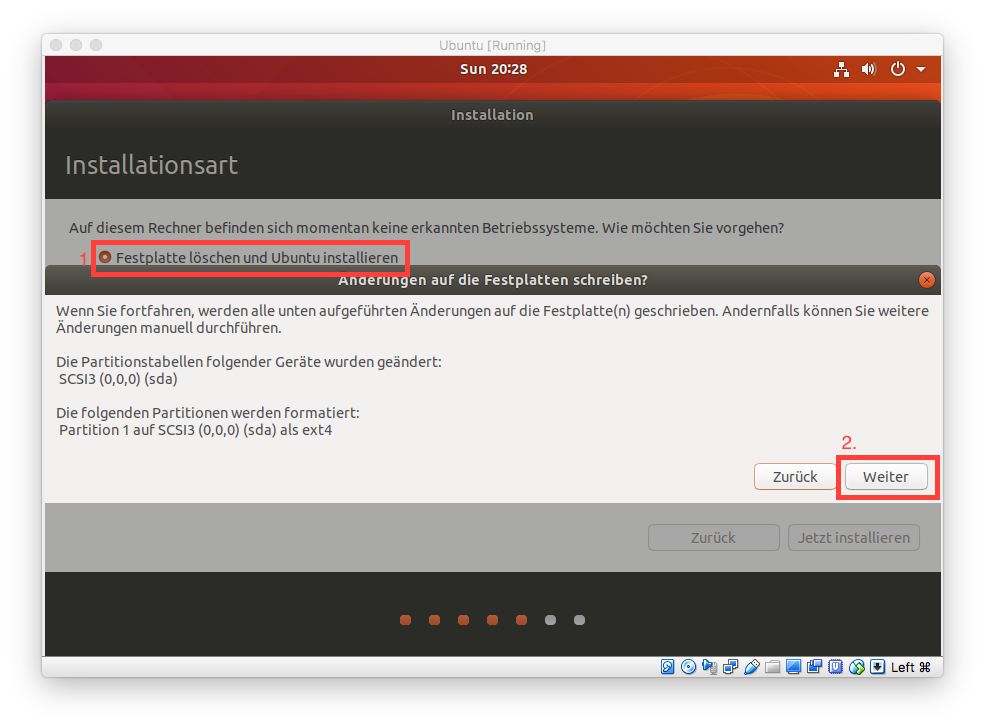 Ubuntu [Running]
Sun 20:28
Installation
Installationsart
Auf diesem Rechner befinden sich momentan keine erkannten Betriebssysteme. Wie möchten Sie vorgehen?
1. Festplatte löschen und Ubuntu installieren
Änderungen auf die Festplatten schreiben?
Wenn Sie fortfahren, werden alle unten aufgeführten Änderungen auf die Festplatte(n) geschrieben. Andernfalls können Sie weitere
Änderungen manuell durchführen.
Die Partitionstabellen folgender Geräte wurden geändert:
SCSI3 (0,0,0) (sda)
Die folgenden Partitionen werden formatiert:
Partition 1 auf SCSI3 (0,0,0) (sda) als ext4
2.
Zurück Weiter
Zurück Jetzt installieren
Left ⌘